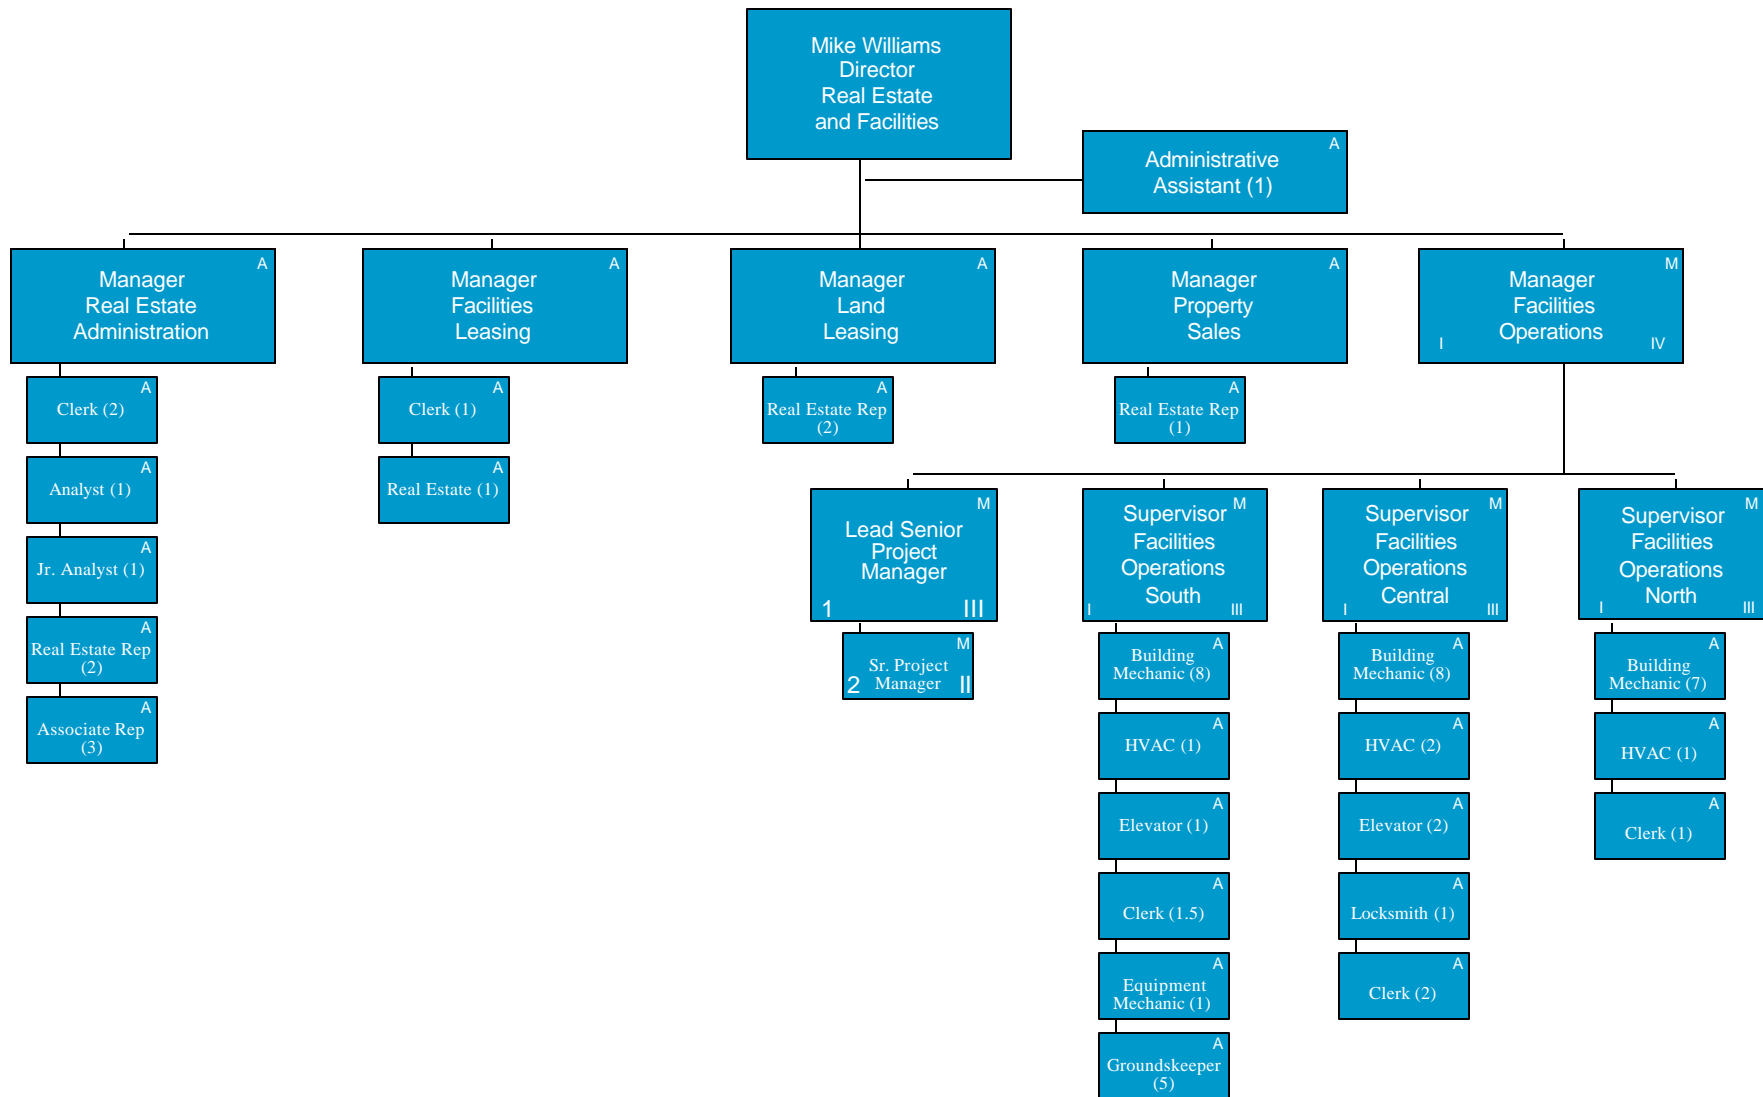 Mike Williams
Director
Real Estate
and Facilities
A
Administrative
Assistant (1)
A
Manager
Real Estate
Administration
A
Manager
Facilities
Leasing
A
Manager
Land
Leasing
A
Manager
Property
Sales
M
Manager
Facilities
Operations
I IV
A
Clerk (2)
A
Analyst (1)
A
Jr. Analyst (1)
A
Real Estate Rep
(2)
A
Associate Rep
(3)
A
Clerk (1)
A
Real Estate (1)
A
Real Estate Rep
(2)
A
Real Estate Rep
(1)
M
Lead Senior
Project
Manager
1 III
M
Sr. Project
2 Manager II
Supervisor M
Facilities
Operations
South
I III
A
Building
Mechanic (8)
A
HVAC (1)
A
Elevator (1)
A
Clerk (1.5)
A
Equipment
Mechanic (1)
A
Groundskeeper
(5)
Supervisor M
Facilities
Operations
Central
I III
A
Building
Mechanic (8)
A
HVAC (2)
A
Elevator (2)
A
Locksmith (1)
A
Clerk (2)
M
Supervisor
Facilities
Operations
North
I III
A
Building
Mechanic (7)
A
HVAC (1)
A
Clerk (1)